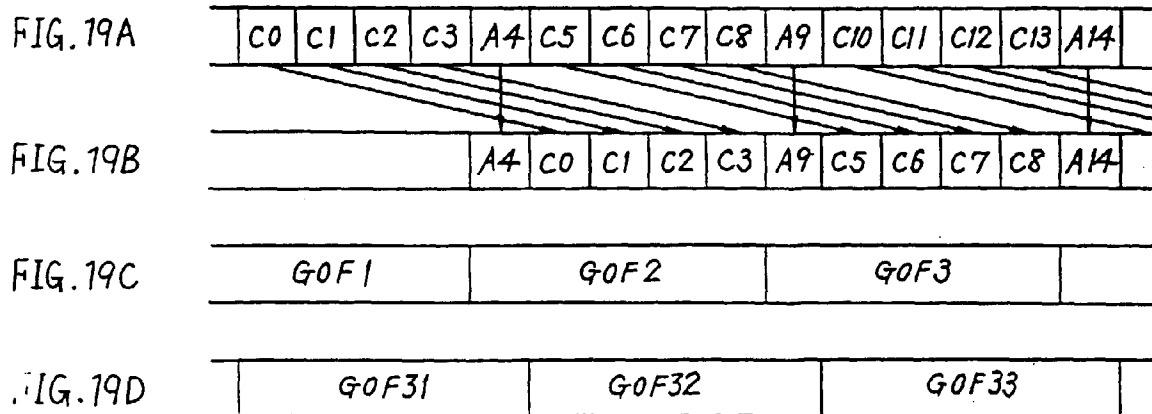 FIG.19A C0 C1 C2 C3 A4 C5 C6 C7 C8 A9 C10 C11 C12 C13 A14
FIG.19B A4 C0 C1 C2 C3 A9 C5 C6 C7 C8 A14
FIG.19C GOF1 GOF2 GOF3
FIG.19D GOF31 GOF32 GOF33